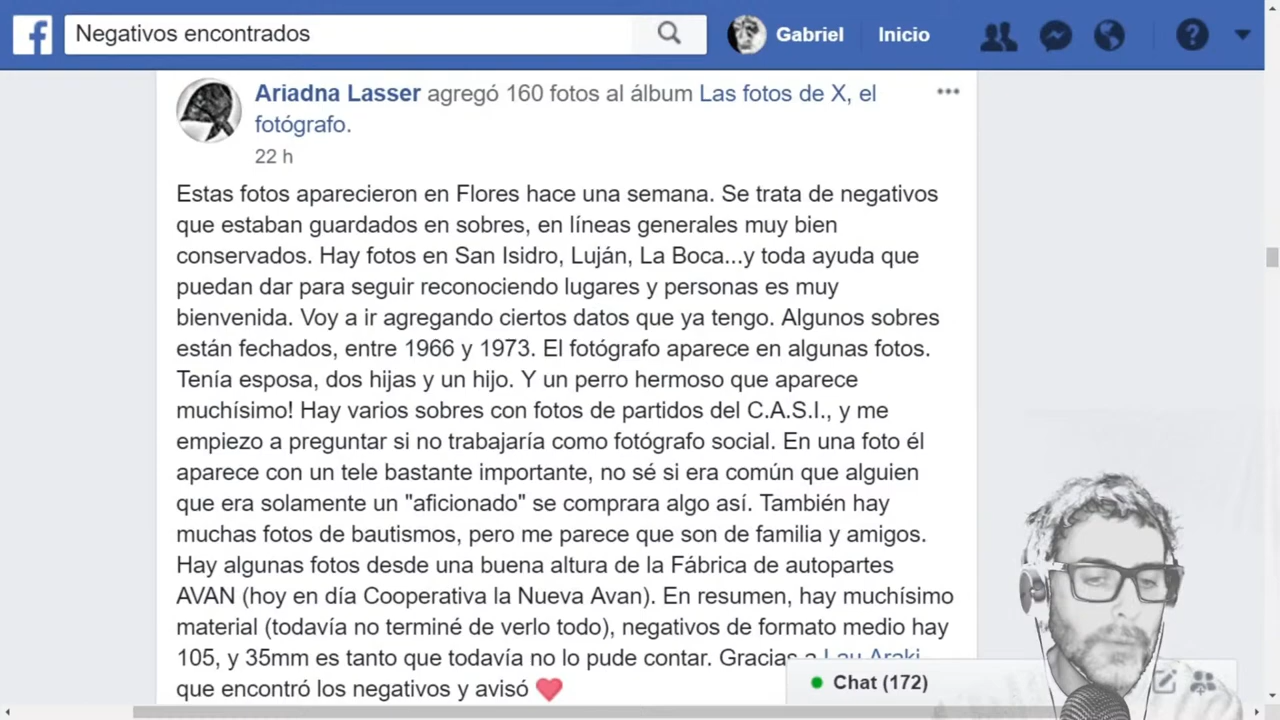 Negativos encontrados
Gabriel
Inicio
Ariadna Lasser agregó 160 fotos al álbum Las fotos de X, el
fotógrafo.
22 h
Estas fotos aparecieron en Flores hace una semana. Se trata de negativos
que estaban guardados en sobres, en líneas generales muy bien
conservados. Hay fotos en San Isidro, Luján, La Boca...y toda ayuda que
puedan dar para seguir reconociendo lugares y personas es muy
bienvenida. Voy a ir agregando ciertos datos que ya tengo. Algunos sobres
están fechados, entre 1966 y 1973. El fotógrafo aparece en algunas fotos.
Tenía esposa, dos hijas y un hijo. Y un perro hermoso que aparece
muchísimo! Hay varios sobres con fotos de partidos del C.A.S.I., y me
empiezo a preguntar si no trabajaría como fotógrafo social. En una foto él
aparece con un tele bastante importante, no sé si era común que alguien
que era solamente un "aficionado" se comprara algo así. También hay
muchas fotos de bautismos, pero me parece que son de familia y amigos.
Hay algunas fotos desde una buena altura de la Fábrica de autopartes
AVAN (hoy en día Cooperativa la Nueva Avan). En resumen, hay muchísimo
material (todavía no terminé de verlo todo), negativos de formato medio hay
105, y 35mm es tanto que todavía no lo pude contar. Gracias a Lau Araki
que encontró los negativos y avisó
Chat (172)